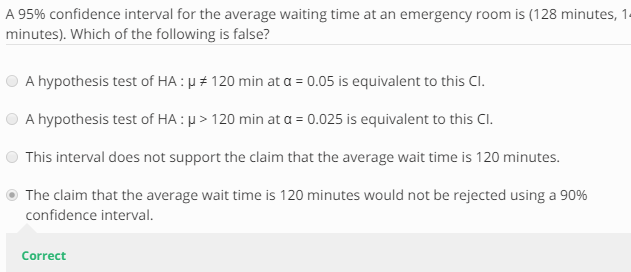 A 95% confidence interval for the average waiting time at an emergency room is (128 minutes,
minutes). Which of the following is false?
A hypothesis test of HA : μ ≠ 120 min at α = 0.05 is equivalent to this CI.
A hypothesis test of HA : μ > 120 min at α = 0.025 is equivalent to this CI.
This interval does not support the claim that the average wait time is 120 minutes.
The claim that the average wait time is 120 minutes would not be rejected using a 90%
confidence interval.
Correct